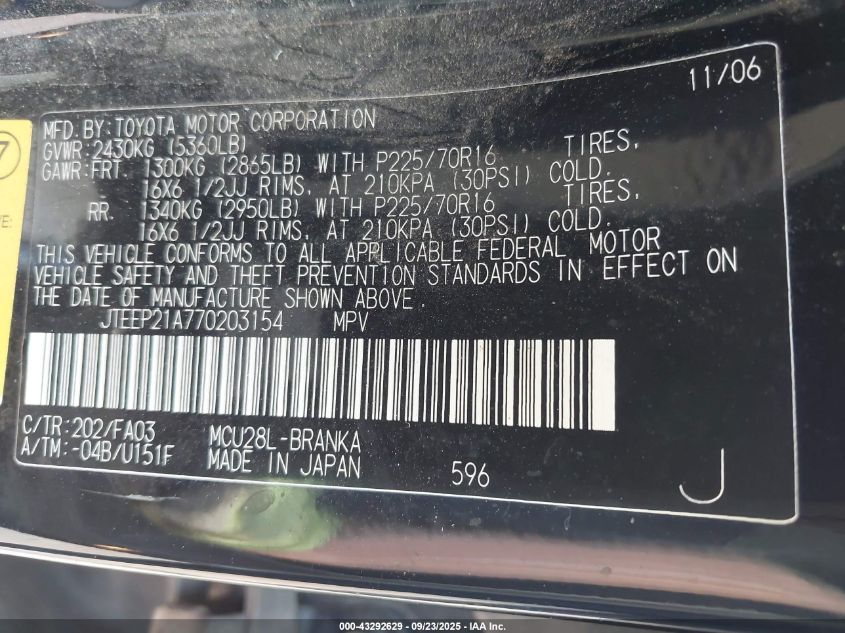 11/06
MFD.BY:TOYOTA MOTOR CORPORATION
GVWR:2430KG (5360LB)
GAWR:FRT. 1300KG (2865LB) WITH P225/70R16 TIRES,
16X6 1/2JJ RIMS, AT 210KPA (30PSI) COLD.
RR. 1340KG (2950LB) WITH P225/70R16 TIRES,
16X6 1/2JJ RIMS, AT 210KPA (30PSI) COLD.
THIS VEHICLE CONFORMS TO ALL APPLICABLE FEDERAL MOTOR
VEHICLE SAFETY AND THEFT PREVENTION STANDARDS IN EFFECT ON
THE DATE OF MANUFACTURE SHOWN ABOVE.
JTEEP21A770203154 MPV
C/TR:202/FA03 MCU28L-BRANKA
A/TM:-04B/U151F MADE IN JAPAN
596
J
7
E:
000-43292629 - 09/23/2025 - IAA Inc.